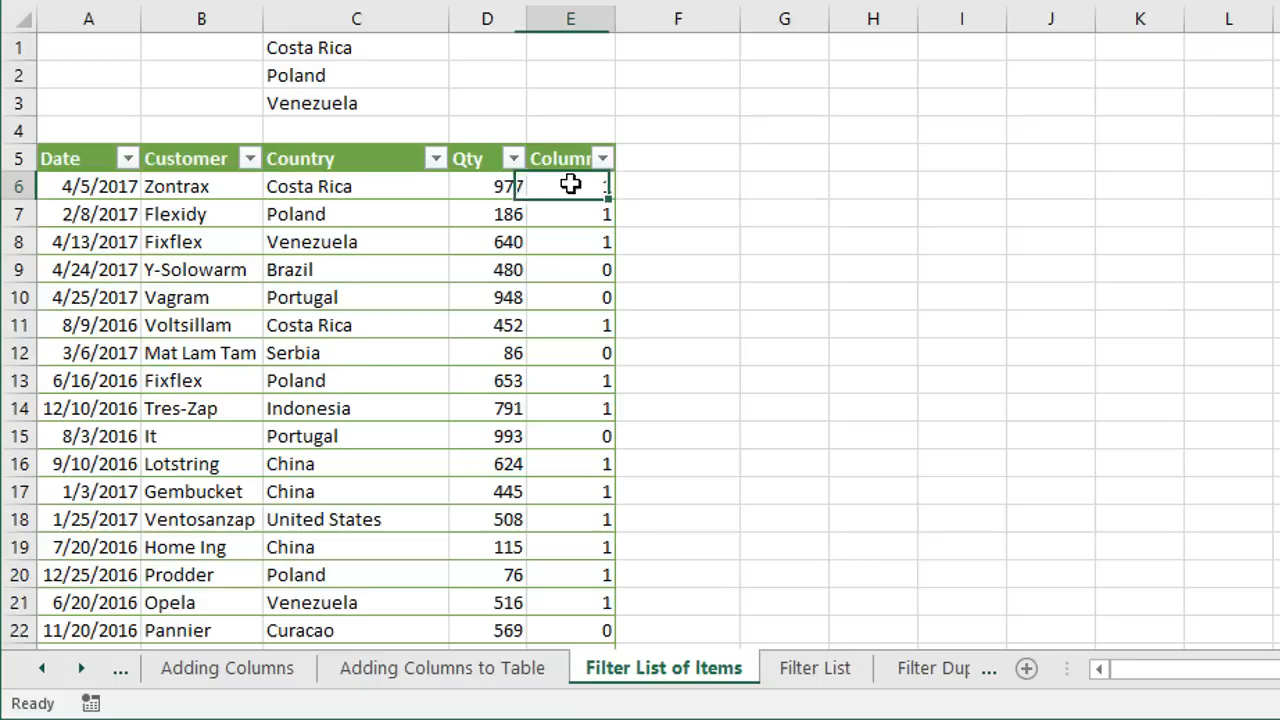 A B C D E F G H I J K L
1 Costa Rica
2 Poland
3 Venezuela
4
5 Date Customer Country Qty Colum
6 4/5/2017 Zontrax Costa Rica 977 1
7 2/8/2017 Flexidy Poland 186 1
8 4/13/2017 Fixflex Venezuela 640 1
9 4/24/2017 Y-Solowarm Brazil 480 0
10 4/25/2017 Vagram Portugal 948 0
11 8/9/2016 Voltsillam Costa Rica 452 1
12 3/6/2017 Mat Lam Tam Serbia 86 0
13 6/16/2016 Fixflex Poland 653 1
14 12/10/2016 Tres-Zap Indonesia 791 1
15 8/3/2016 It Portugal 993 0
16 9/10/2016 Lotstring China 624 1
17 1/3/2017 Gembucket China 445 1
18 1/25/2017 Ventosanzap United States 508 1
19 7/20/2016 Home Ing China 115 1
20 12/25/2016 Prodder Poland 76 1
21 6/20/2016 Opela Venezuela 516 1
22 11/20/2016 Pannier Curacao 569 0
... Adding Columns Adding Columns to Table Filter List of Items Filter List Filter Dup ...
Ready